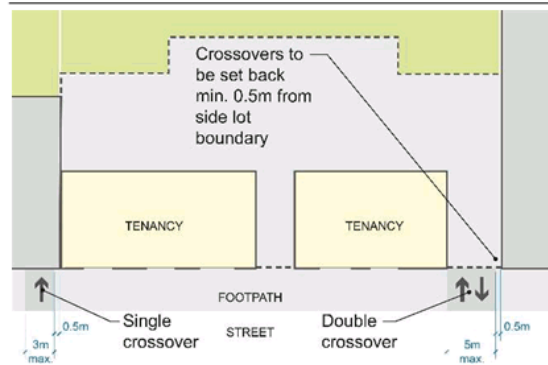 Crossovers to
be set back
min. 0.5m from
side lot
boundary
TENANCY
TENANCY
FOOTPATH
0.5m
Single
crossover
STREET
Double
crossover
0.5m
3m
max.
5m
max.